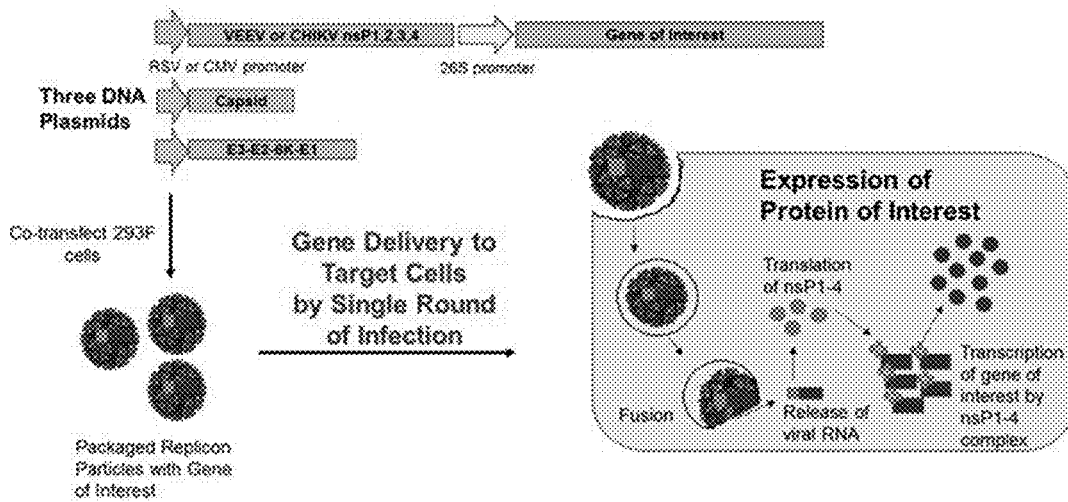 VEEV or CHIKV nsP1,2,3,4
Gene of Interest
RSV or CMV promoter
26S promoter
Three DNA
Plasmids
Capsid
E3-E2-6K-E1
Co-transfect 293F
cells
Gene Delivery to
Target Cells
by Single Round
of Infection
Packaged Replicon
Particles with Gene
of Interest
Expression of
Protein of Interest
Translation
of nsP1-4
Fusion
Release of
viral RNA
Transcription
of gene of
interest by
nsP1-4
complex